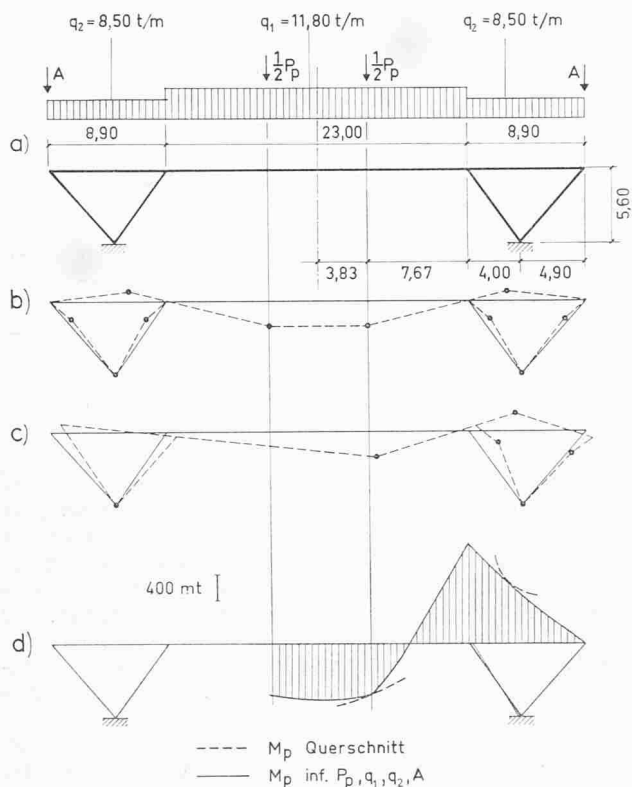 q₂ = 8,50 t/m q₁ = 11,80 t/m q₂ = 8,50 t/m
A ½Pp ½Pp A
a)
8,90 23,00 8,90
5,60
3,83 7,67 4,00 4,90
b)
c)
400 mt
d)
Mp Querschnitt
Mp inf. Pp, q₁, q₂, A